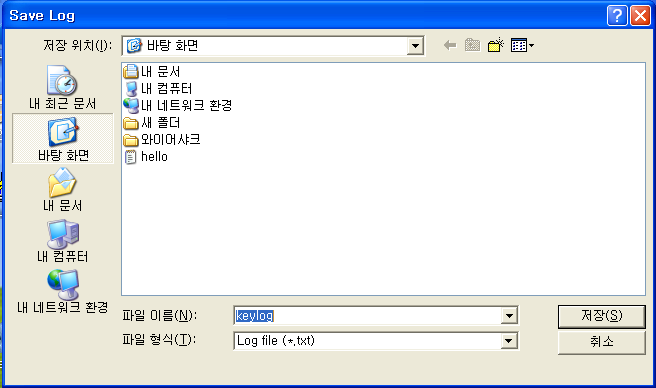 Save Log
저장 위치(I):
바탕 화면
내 최근 문서
바탕 화면
내 문서
내 컴퓨터
내 네트워크 환경
내 문서
내 컴퓨터
내 네트워크 환경
새 폴더
와이어샤크
hello
파일 이름(N):
keylog
저장(S)
파일 형식(T):
Log file (*.txt)
취소